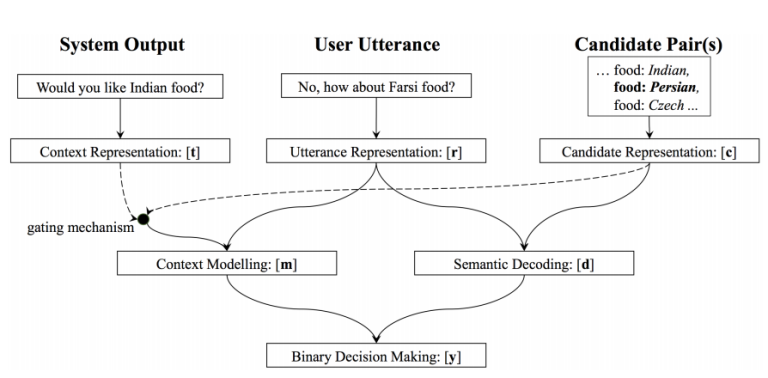 System Output
User Utterance
Candidate Pair(s)
Would you like Indian food?
No, how about Farsi food?
... food: Indian,
food: Persian,
food: Czech ...
Context Representation: [t]
Utterance Representation: [r]
Candidate Representation: [c]
gating mechanism
Context Modelling: [m]
Semantic Decoding: [d]
Binary Decision Making: [y]